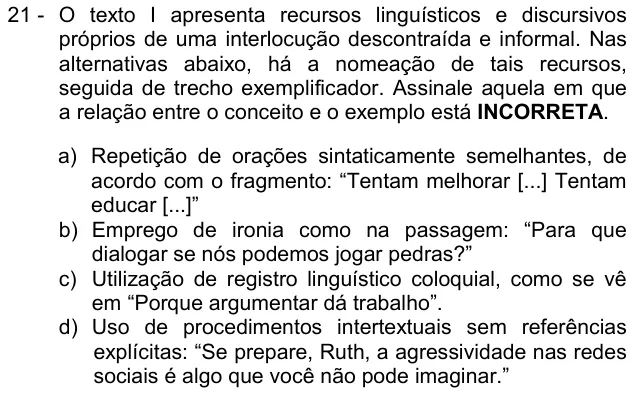 21 - O texto I apresenta recursos linguísticos e discursivos
próprios de uma interlocução descontraída e informal. Nas
alternativas abaixo, há a nomeação de tais recursos,
seguida de trecho exemplificador. Assinale aquela em que
a relação entre o conceito e o exemplo está INCORRETA.
a) Repetição de orações sintaticamente semelhantes, de
acordo com o fragmento: “Tentam melhorar [...] Tentam
educar [...]”
b) Emprego de ironia como na passagem: “Para que
dialogar se nós podemos jogar pedras?”
c) Utilização de registro linguístico coloquial, como se vê
em “Porque argumentar dá trabalho”.
d) Uso de procedimentos intertextuais sem referências
explícitas: “Se prepare, Ruth, a agressividade nas redes
sociais é algo que você não pode imaginar.”